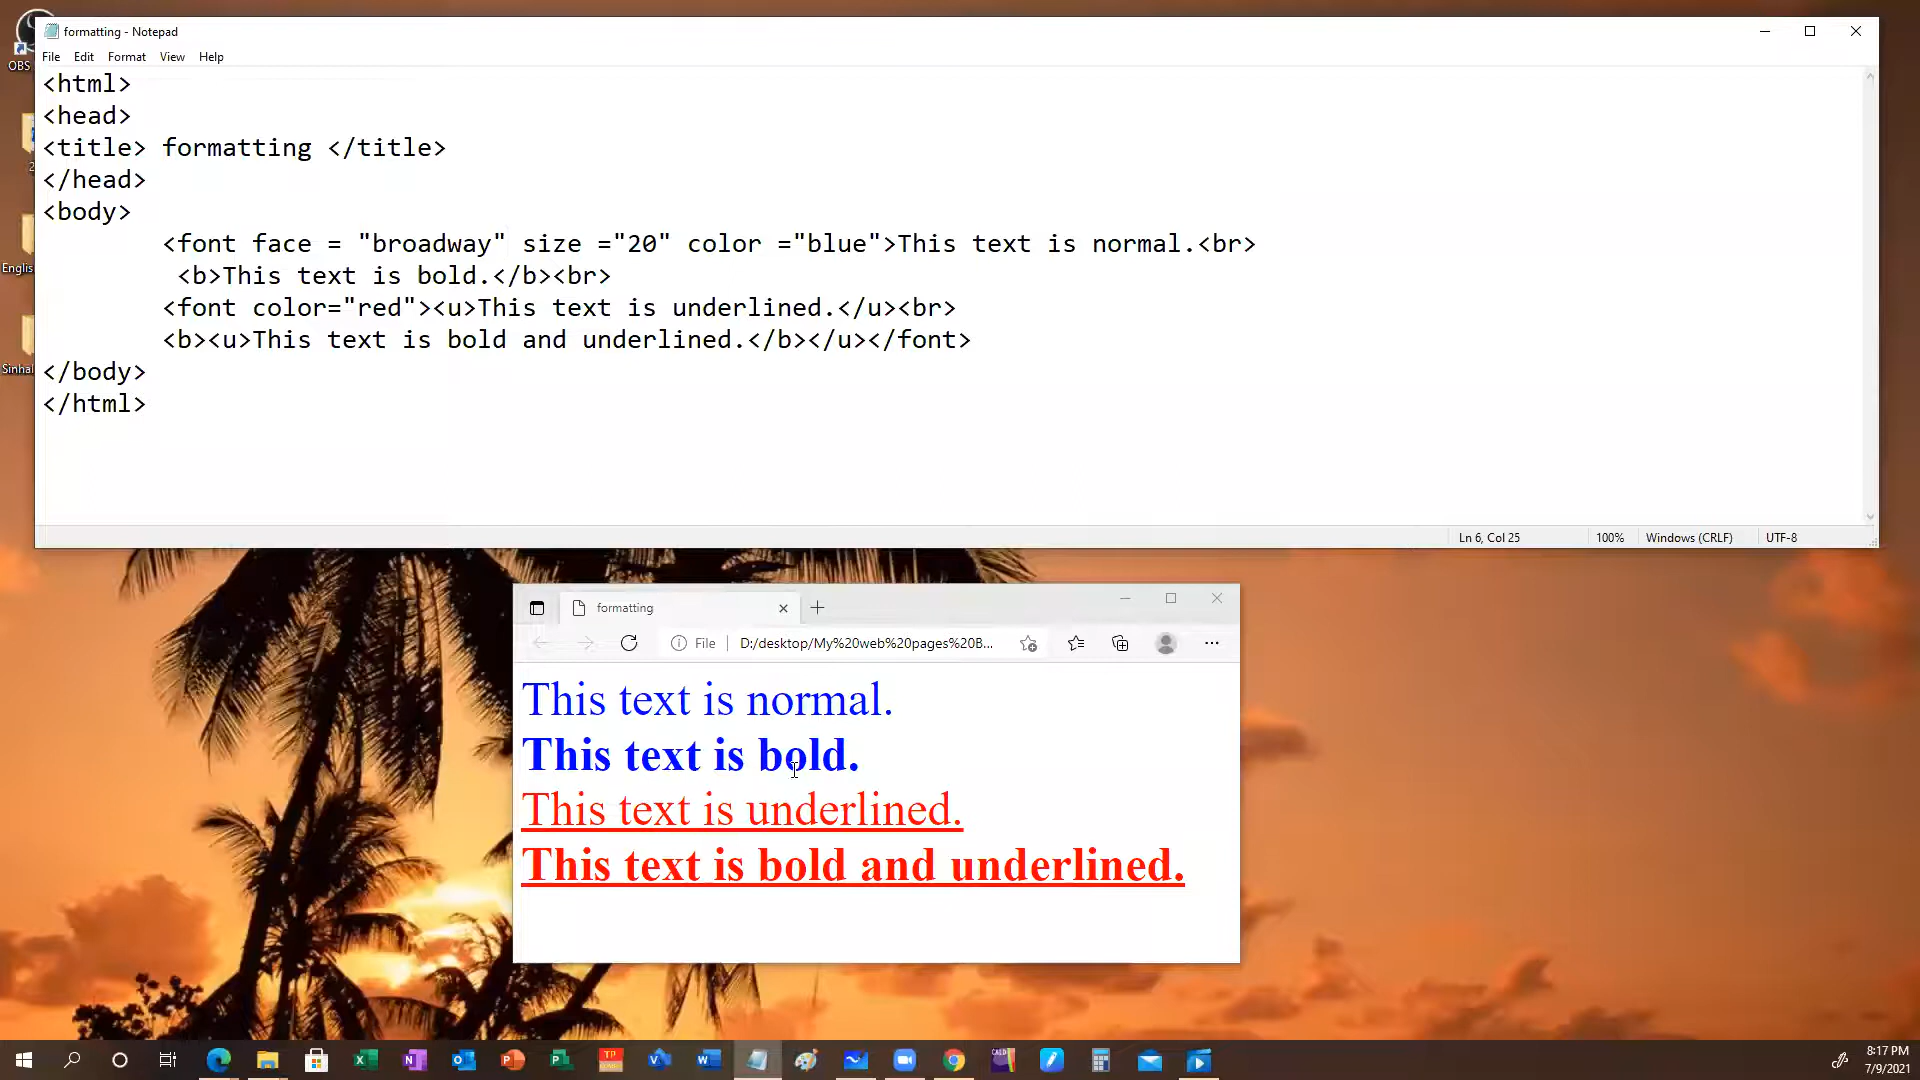 formatting - Notepad
File Edit Format View Help
<html>
<head>
<title> formatting </title>
</head>
<body>
<font face = "broadway" size ="20" color ="blue">This text is normal.<br>
<b>This text is bold.</b><br>
<font color="red"><u>This text is underlined.</u><br>
<b><u>This text is bold and underlined.</b></u></font>
</body>
</html>
Ln 6, Col 25 100% Windows (CRLF) UTF-8
OBS
2
English
Sinhal
formatting
File D:/desktop/My%20web%20pages%20B...
This text is normal.
This text is bold.
This text is underlined.
This text is bold and underlined.
8:17 PM
7/9/2021